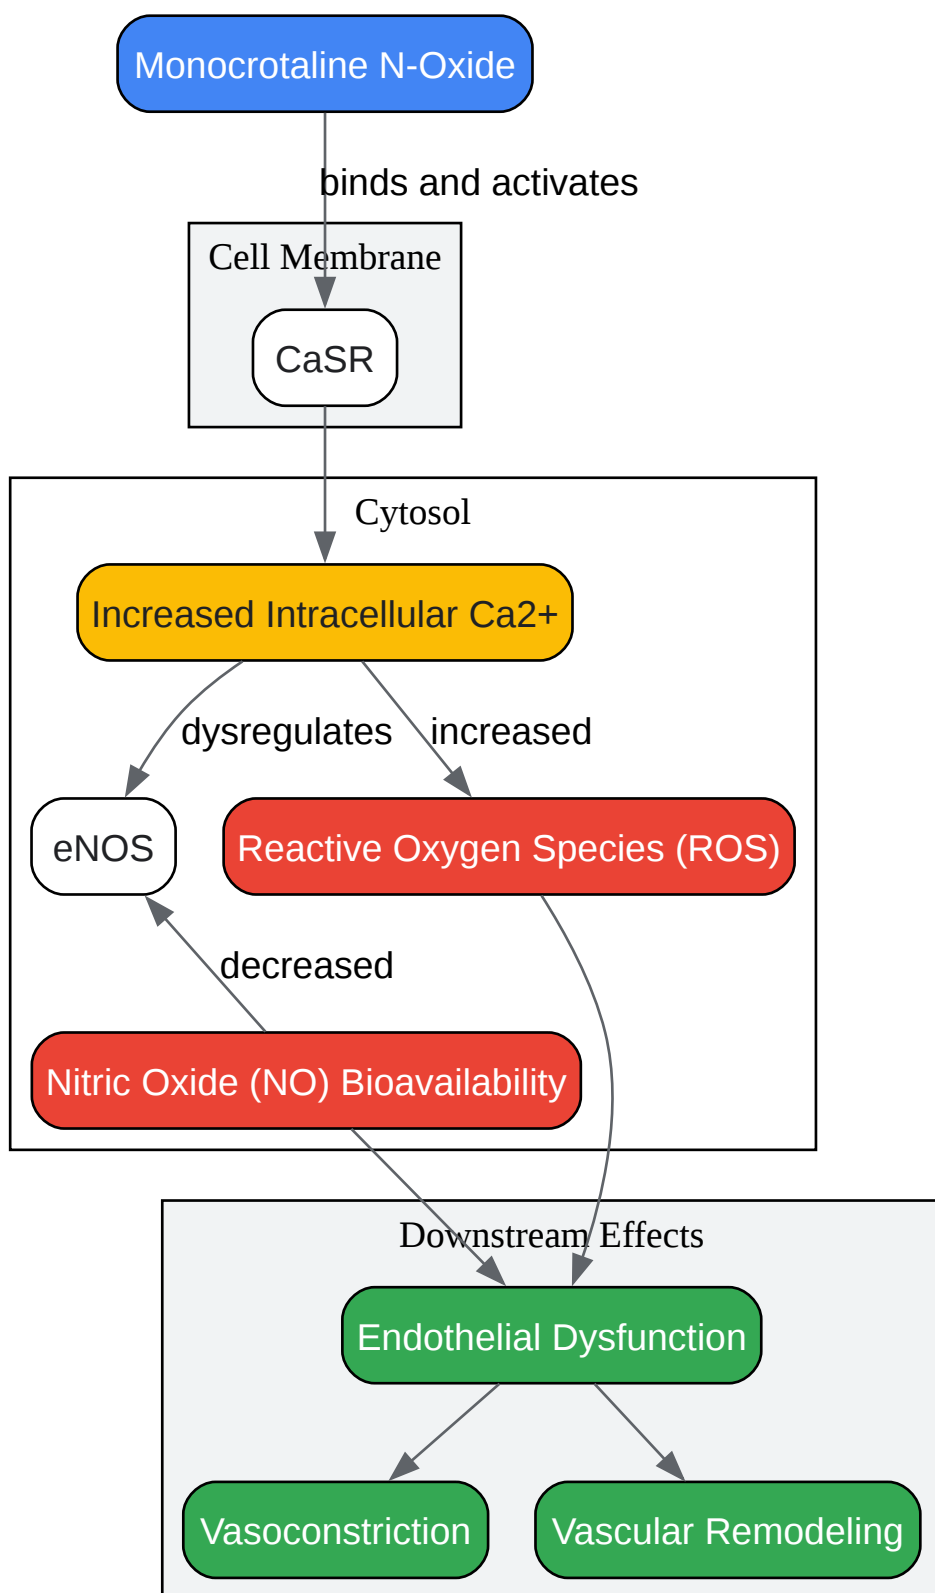 Monocrotaline N-Oxide
binds and activates
Cell Membrane
CaSR
Cytosol
Increased Intracellular Ca2+
dysregulates
increased
eNOS
Reactive Oxygen Species (ROS)
decreased
Nitric Oxide (NO) Bioavailability
Downstream Effects
Endothelial Dysfunction
Vasoconstriction
Vascular Remodeling